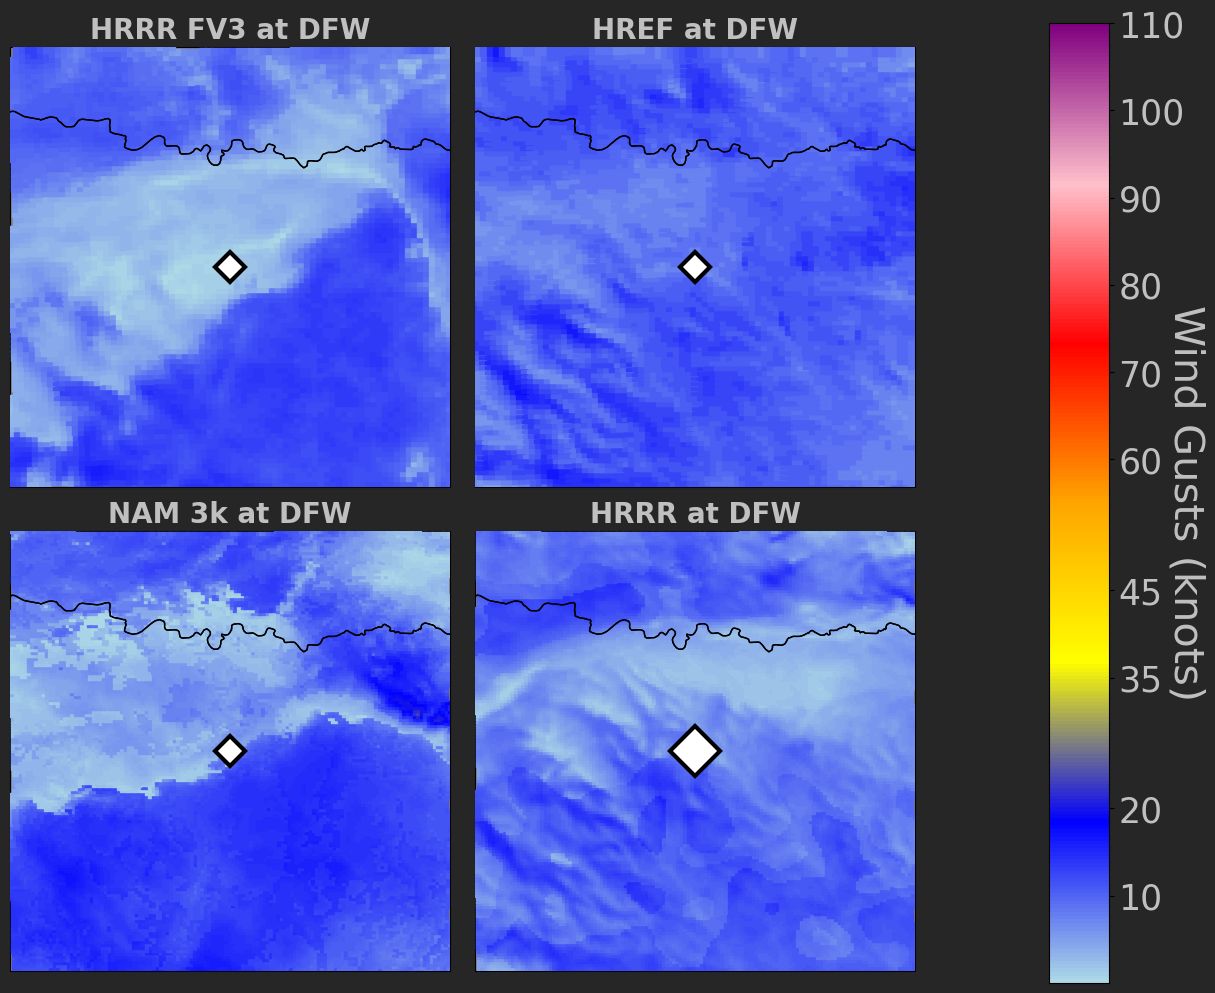 HRRR FV3 at DFW
HREF at DFW
NAM 3k at DFW
HRRR at DFW
110
100
90
80
70
60
45
35
20
10
Wind Gusts (knots)